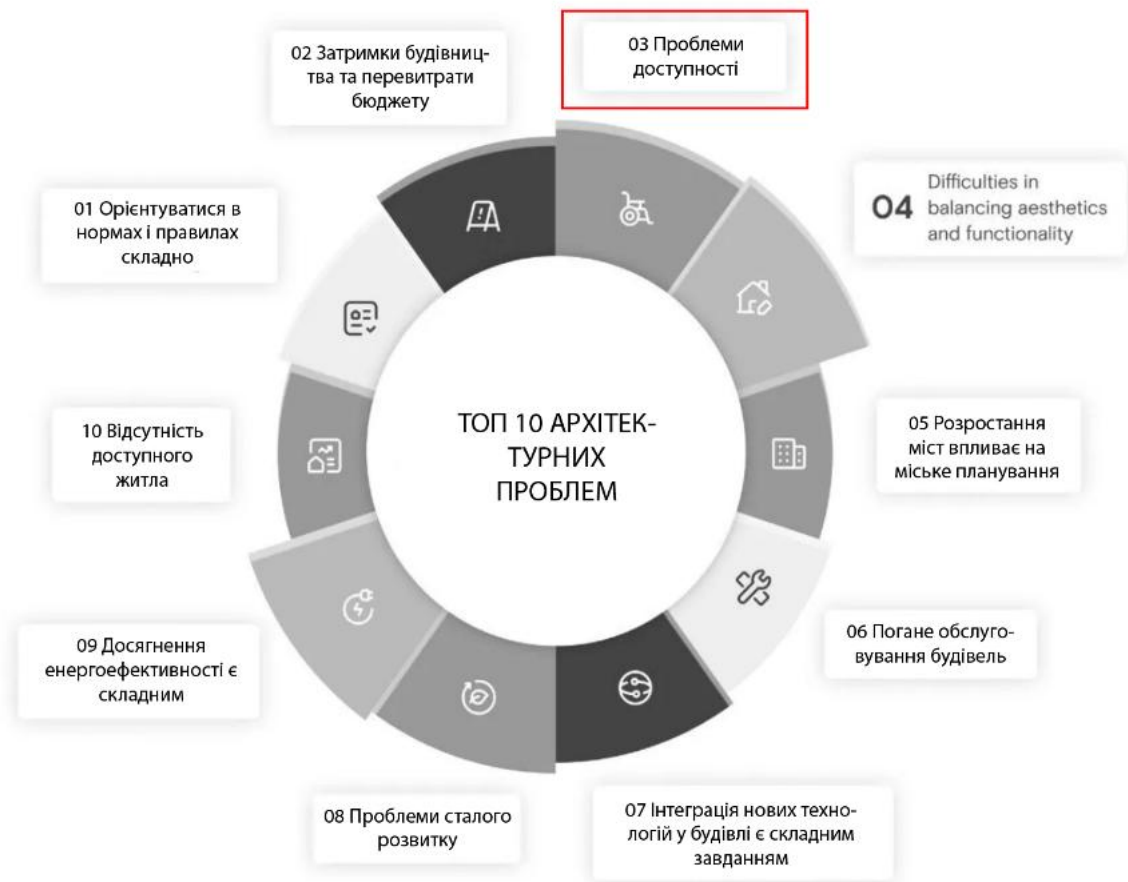 02 Затримки будівниц-
тва та перевитрати
бюджету
03 Проблеми
доступності
04 Difficulties in
balancing aesthetics
and functionality
01 Орієнтуватися в
нормах і правилах
складно
ТОП 10 АРХІТЕК-
ТУРНИХ
ПРОБЛЕМ
10 Відсутність
доступного
житла
05 Розростання
міст впливає на
міське планування
09 Досягнення
енергоефективності є
складним
06 Погане обслуго-
вування будівель
08 Проблеми сталого
розвитку
07 Інтеграція нових техно-
логій у будівлі є складним
завданням